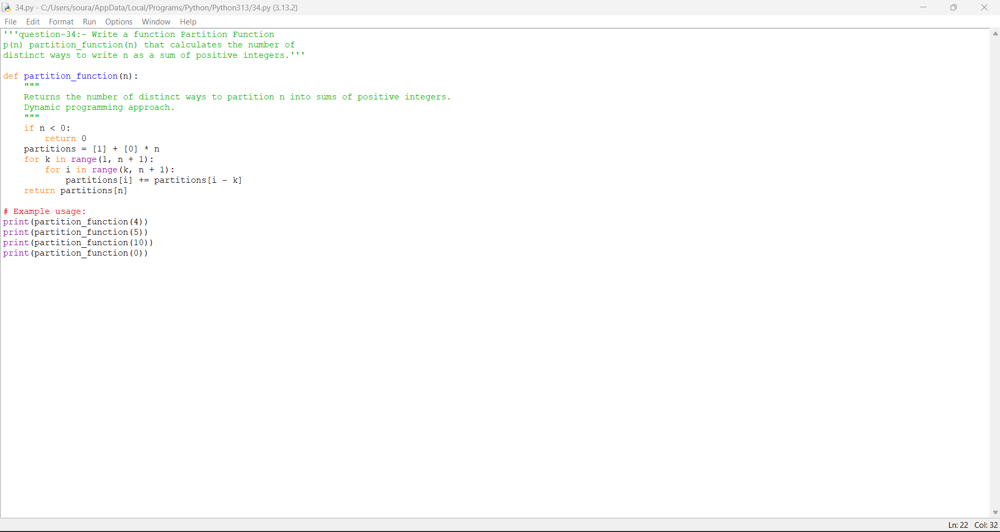 34.py - C:/Users/soura/AppData/Local/Programs/Python/Python313/34.py (3.13.2)
File Edit Format Run Options Window Help
'''question-34:- Write a function Partition Function
p(n) partition_function(n) that calculates the number of
distinct ways to write n as a sum of positive integers.'''

def partition_function(n):
    """
    Returns the number of distinct ways to partition n into sums of positive integers.
    Dynamic programming approach.
    """
    if n < 0:
        return 0
    partitions = [1] + [0] * n
    for k in range(1, n + 1):
        for i in range(k, n + 1):
            partitions[i] += partitions[i - k]
    return partitions[n]

# Example usage:
print(partition_function(4))
print(partition_function(5))
print(partition_function(10))
print(partition_function(0))
Ln: 22 Col: 32